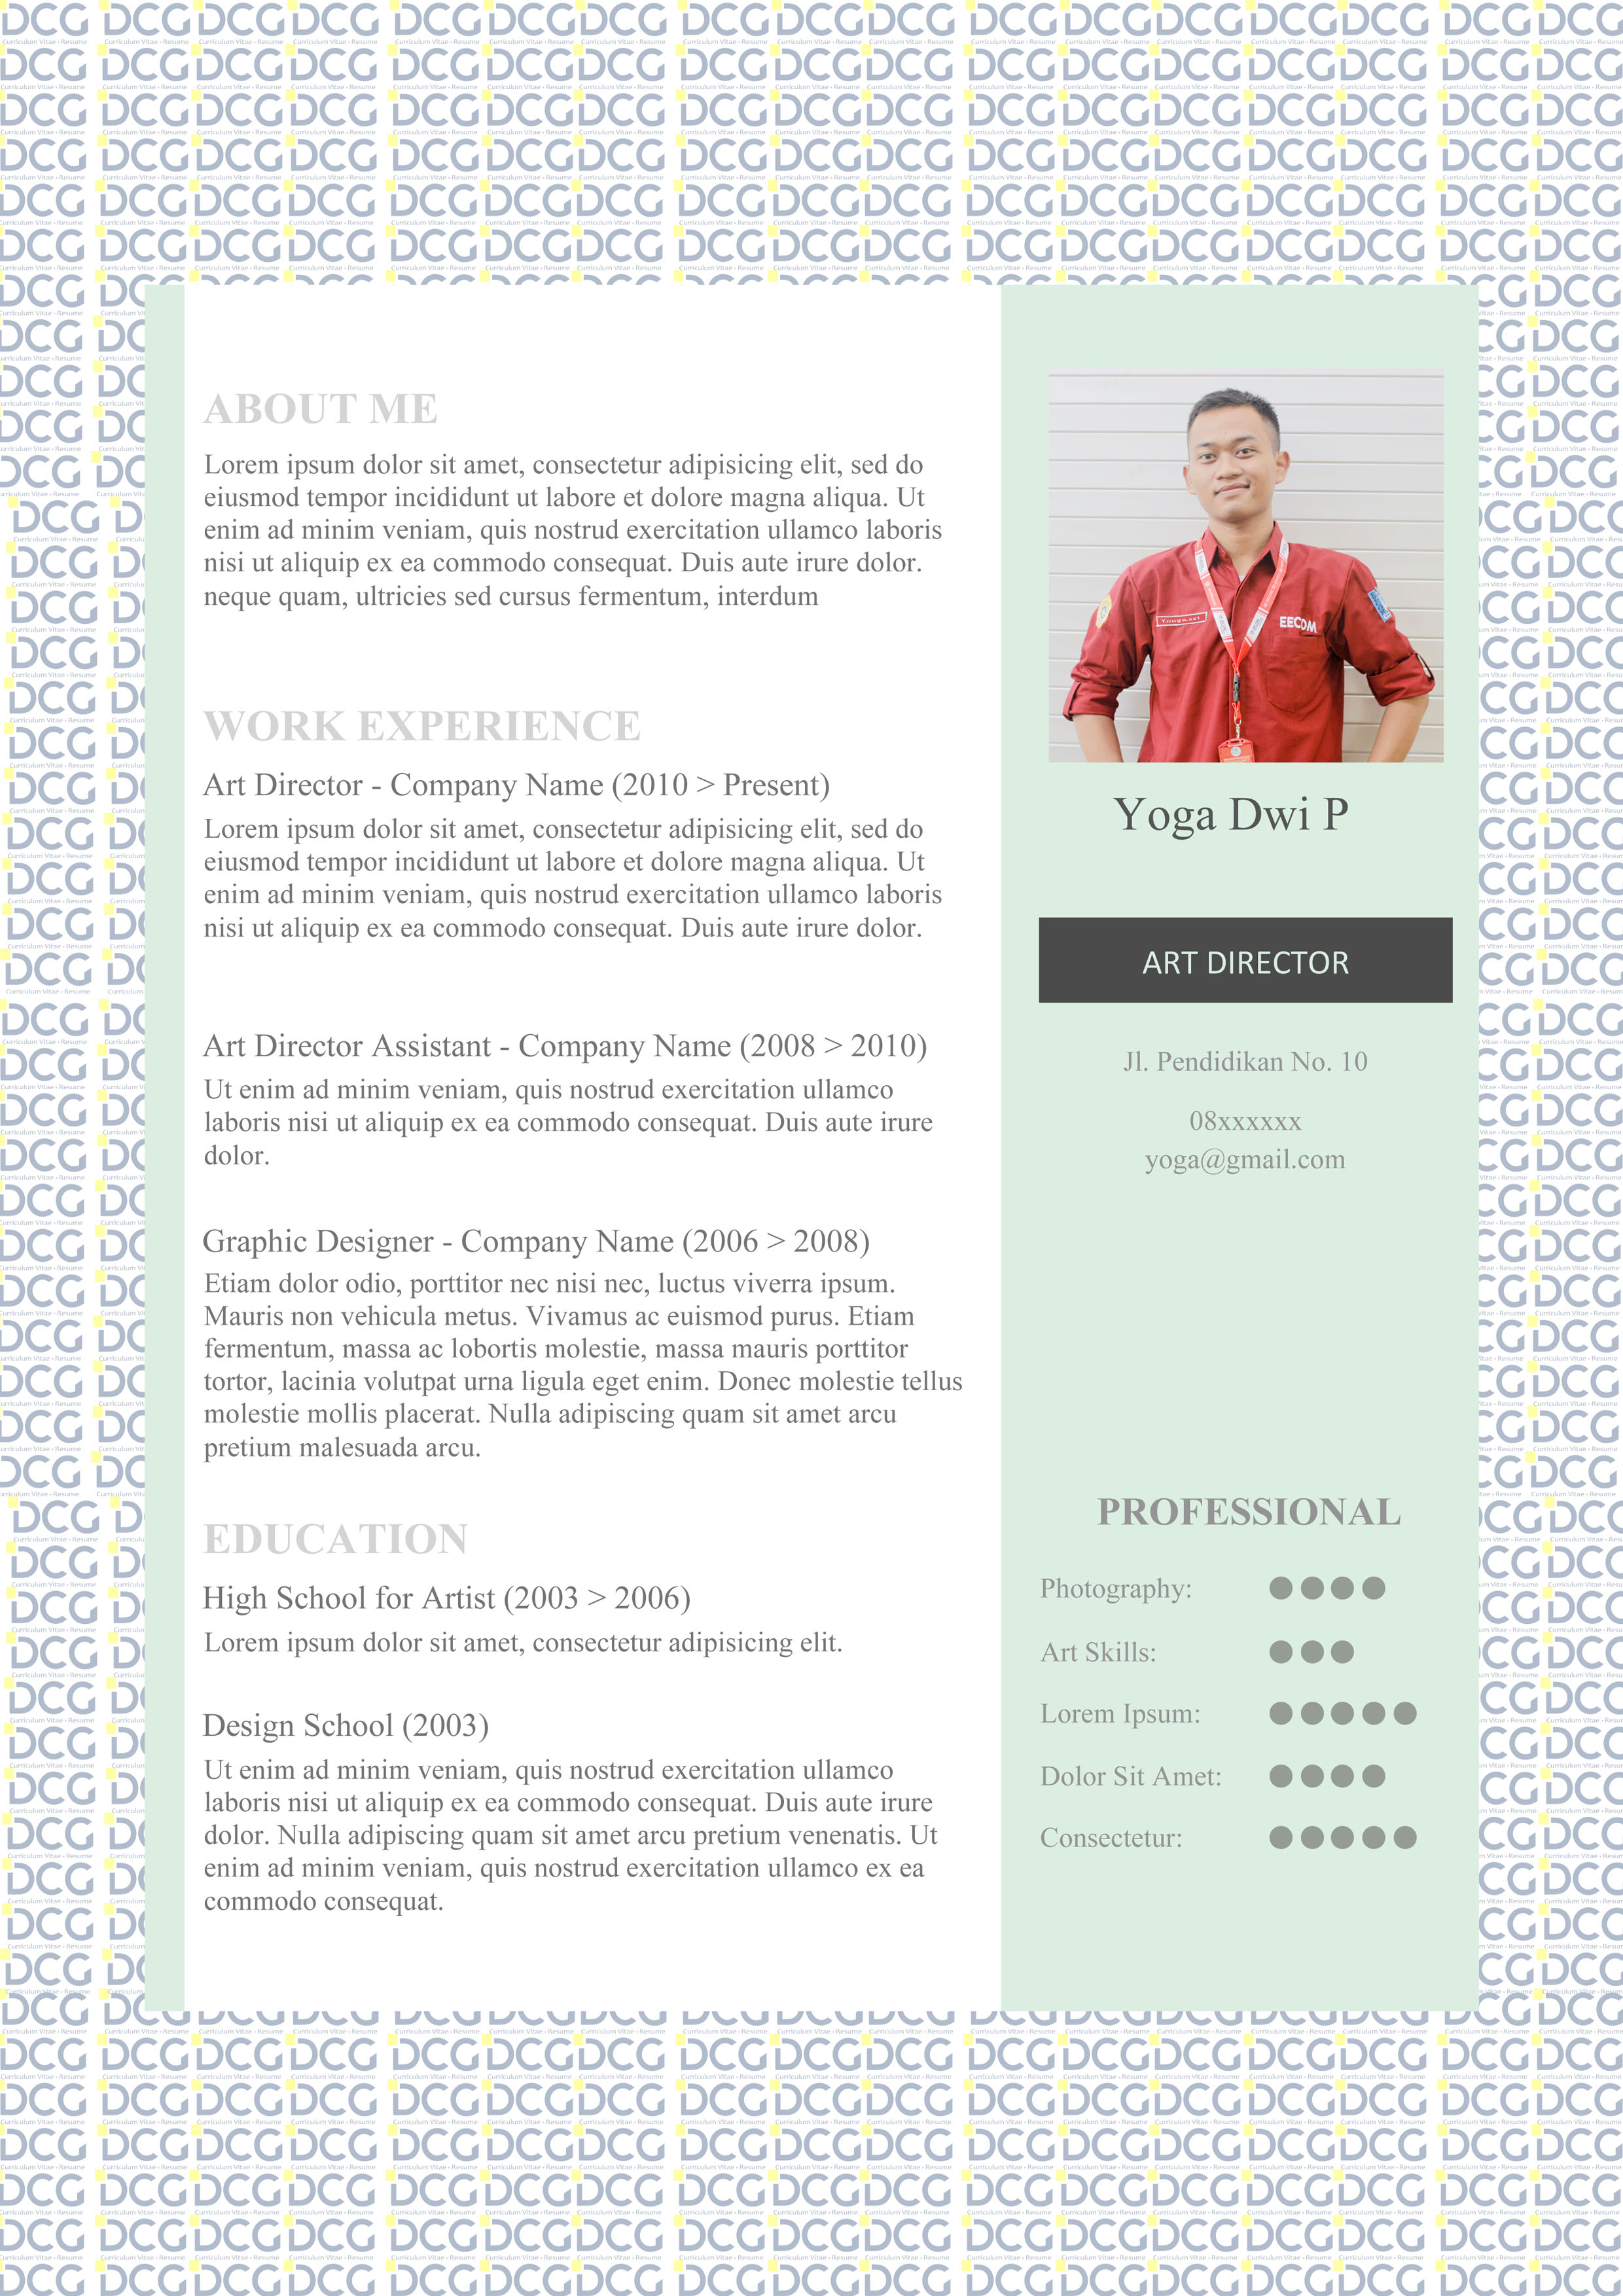 ABOUT ME
Lorem ipsum dolor sit amet, consectetur adipisicing elit, sed do
eiusmod tempor incididunt ut labore et dolore magna aliqua. Ut
enim ad minim veniam, quis nostrud exercitation ullamco laboris
nisi ut aliquip ex ea commodo consequat. Duis aute irure dolor.
neque quam, ultricies sed cursus fermentum, interdum
WORK EXPERIENCE
Art Director - Company Name (2010 > Present)
Lorem ipsum dolor sit amet, consectetur adipisicing elit, sed do
eiusmod tempor incididunt ut labore et dolore magna aliqua. Ut
enim ad minim veniam, quis nostrud exercitation ullamco laboris
nisi ut aliquip ex ea commodo consequat. Duis aute irure dolor.
Art Director Assistant - Company Name (2008 > 2010)
Ut enim ad minim veniam, quis nostrud exercitation ullamco
laboris nisi ut aliquip ex ea commodo consequat. Duis aute irure
dolor.
Graphic Designer - Company Name (2006 > 2008)
Etiam dolor odio, porttitor nec nisi nec, luctus viverra ipsum.
Mauris non vehicula metus. Vivamus ac euismod purus. Etiam
fermentum, massa ac lobortis molestie, massa mauris porttitor
tortor, lacinia volutpat urna ligula eget enim. Donec molestie tellus
molestie mollis placerat. Nulla adipiscing quam sit amet arcu
pretium malesuada arcu.
EDUCATION
High School for Artist (2003 > 2006)
Lorem ipsum dolor sit amet, consectetur adipisicing elit.
Design School (2003)
Ut enim ad minim veniam, quis nostrud exercitation ullamco
laboris nisi ut aliquip ex ea commodo consequat. Duis aute irure
dolor. Nulla adipiscing quam sit amet arcu pretium venenatis. Ut
enim ad minim veniam, quis nostrud exercitation ullamco ex ea
commodo consequat.
EECOM
Yoga Dwi P
ART DIRECTOR
Jl. Pendidikan No. 10
08xxxxxx
yoga@gmail.com
PROFESSIONAL
Photography:
Art Skills:
Lorem Ipsum:
Dolor Sit Amet:
Consectetur:
DCG
Curriculum Vitae - Resume